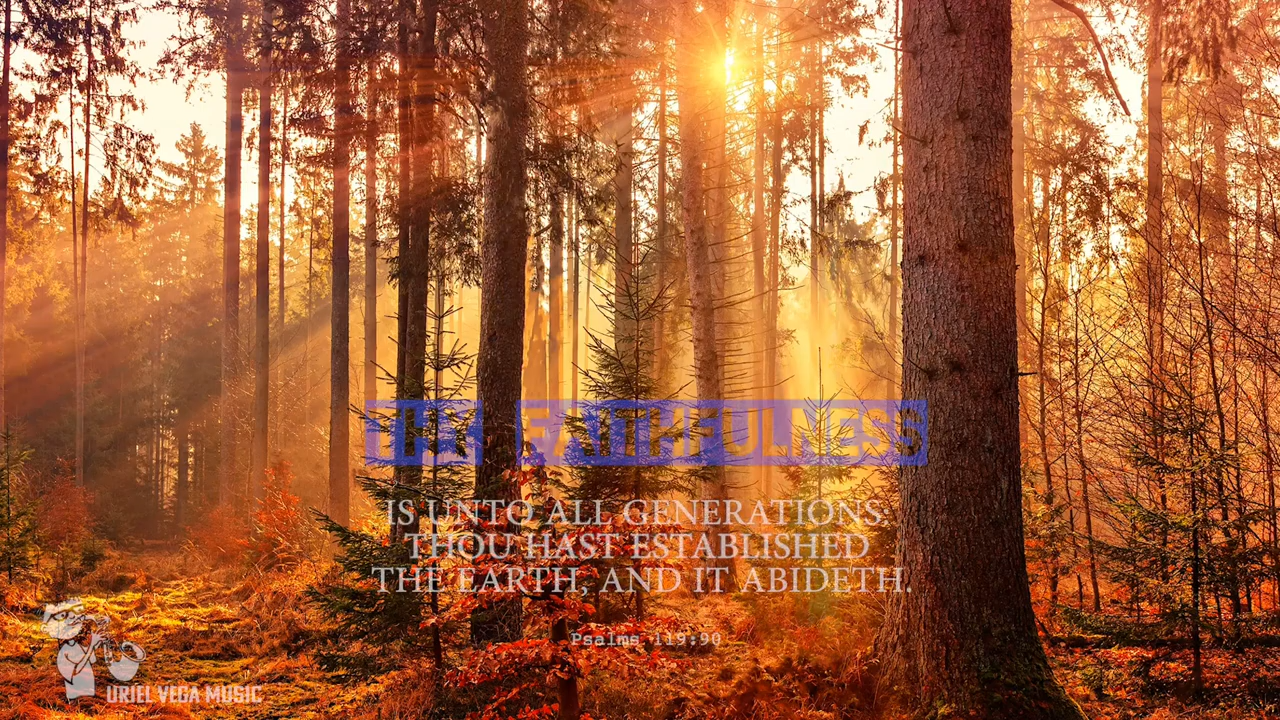 THY FAITHFULNESS
IS UNTO ALL GENERATIONS:
THOU HAST ESTABLISHED
THE EARTH, AND IT ABIDETH.
Psalms 119:90
URIEL VEGA MUSIC